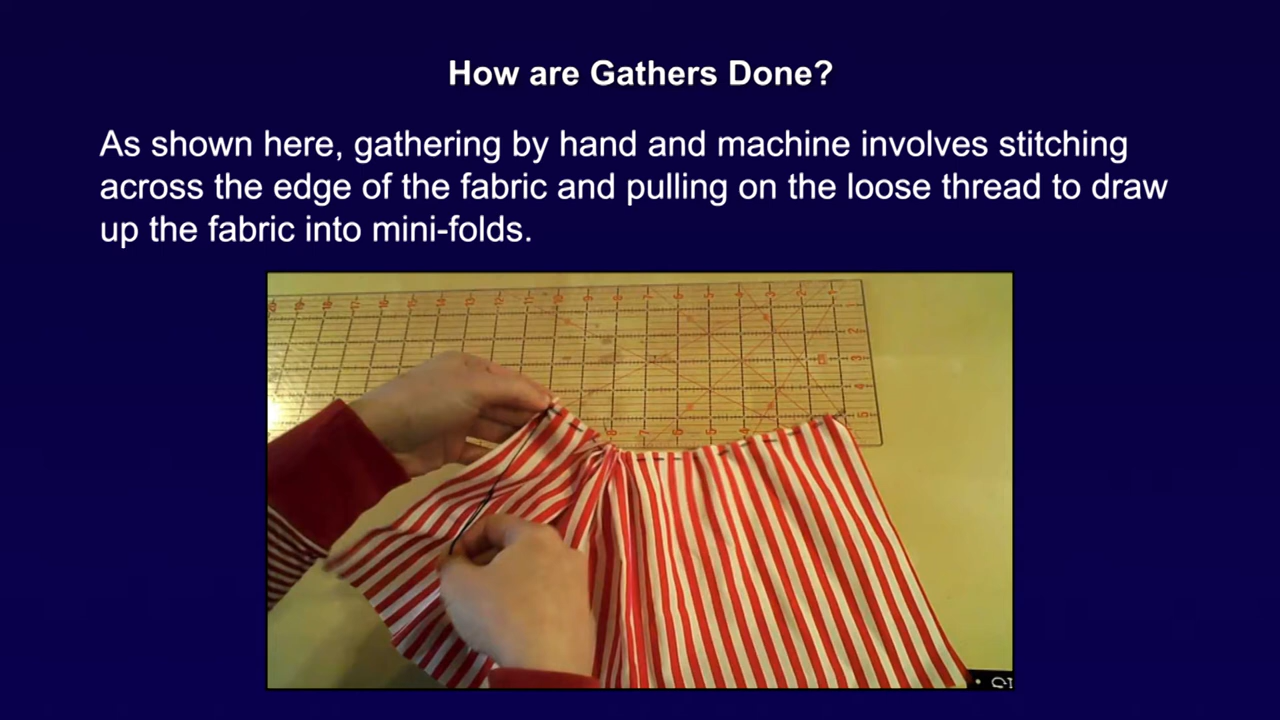 How are Gathers Done?
As shown here, gathering by hand and machine involves stitching
across the edge of the fabric and pulling on the loose thread to draw
up the fabric into mini-folds.